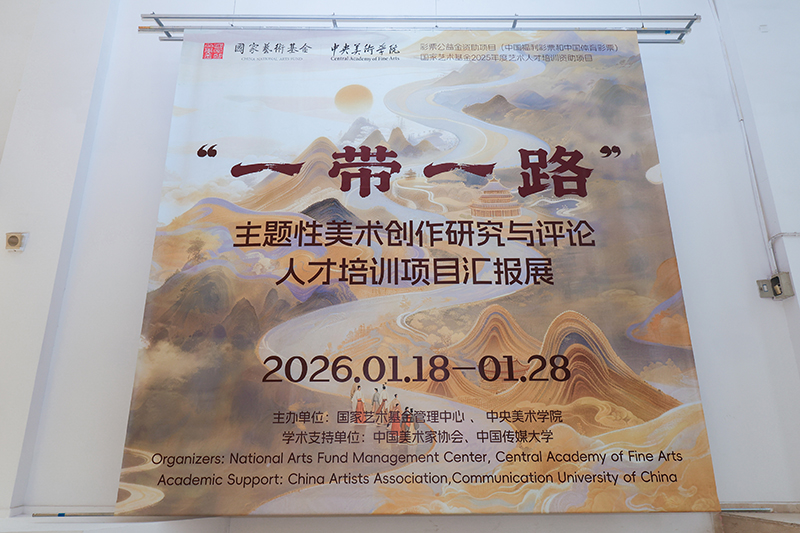 國家藝術基金
CHINA NATIONAL ARTS FUND
中央美術學院
Central Academy of Fine Arts
彩票公益金资助项目（中国福利彩票和中国体育彩票）
国家艺术基金2025年度艺术人才培训资助项目
“一带一路”
主题性美术创作研究与评论
人才培训项目汇报展
2026.01.18—01.28
主办单位：国家艺术基金管理中心、中央美术学院
学术支持单位：中国美术家协会、中国传媒大学
Organizers: National Arts Fund Management Center, Central Academy of Fine Arts
Academic Support: China Artists Association,Communication University of China